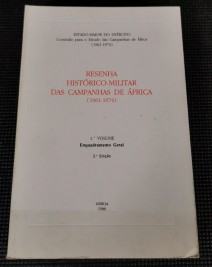 ESTADO-MAIOR DO EXÉRCITO
Comissão para o Estudo das Campanhas de África
(1961-1974)
RESENHA
HISTÓRICO-MILITAR
DAS CAMPANHAS DE ÁFRICA
(1961-1974)
1.º VOLUME
Enquadramento Geral
2.ª Edição
LISBOA